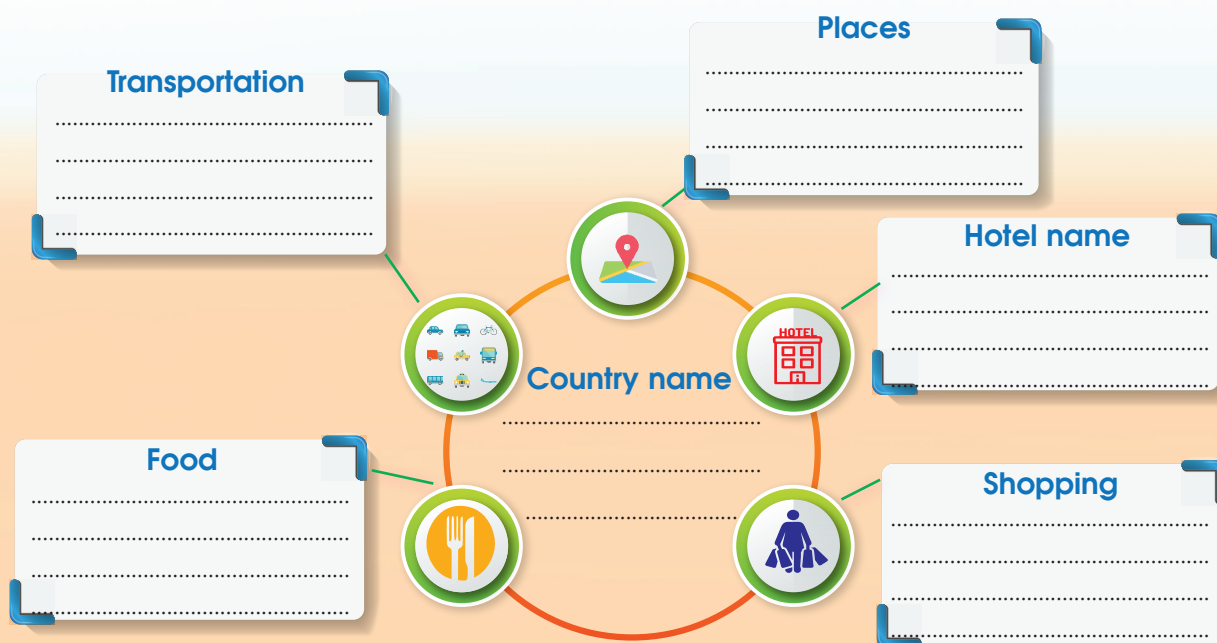 Places
Transportation
Hotel name
HOTEL
Country name
Food
Shopping